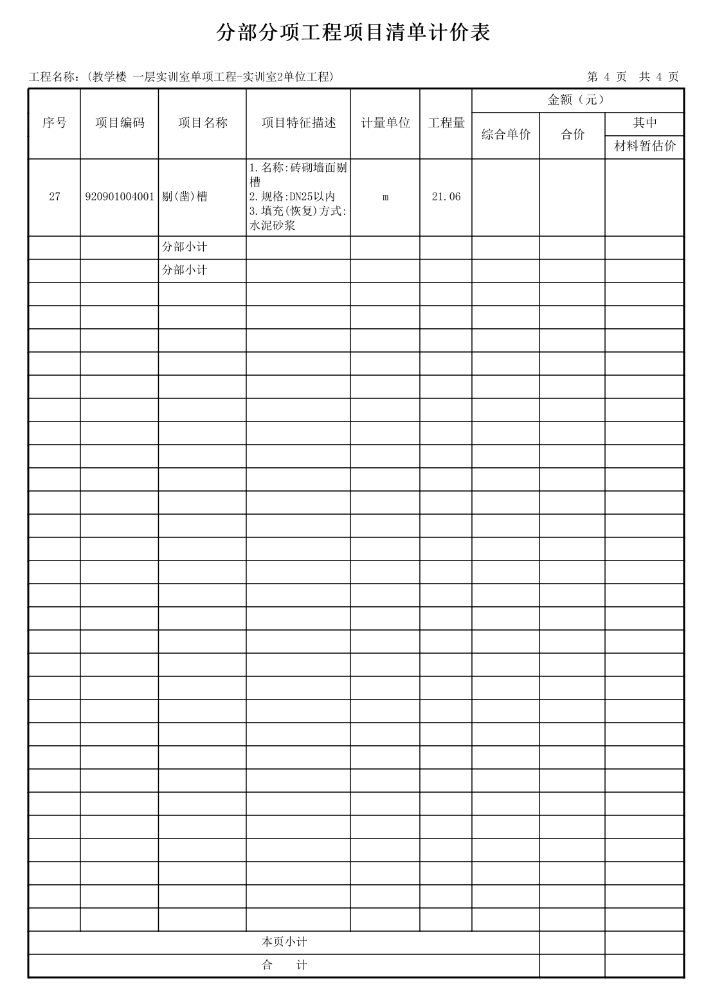 分部分项工程项目清单计价表
工程名称：(教学楼 一层实训室单项工程-实训室2单位工程) 第 4 页 共 4 页
序号 项目编码 项目名称 项目特征描述 计量单位 工程量 金额（元）
综合单价 合价 其中
材料暂估价
27 920901004001 剔(凿)槽 1.名称:砖砌墙面剔
槽
2.规格:DN25以内
3.填充(恢复)方式:
水泥砂浆 m 21.06
分部小计
分部小计
本页小计
合 计